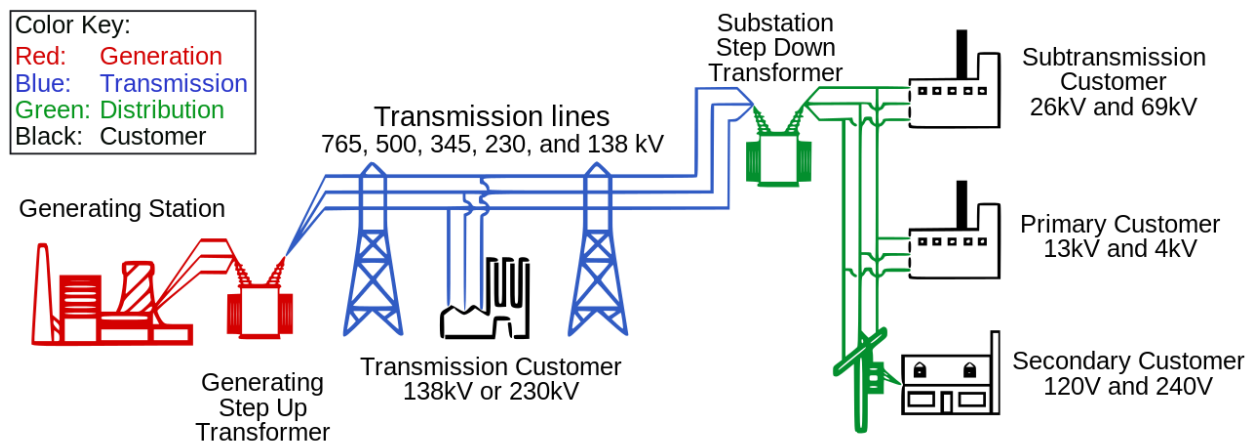 Color Key:
Red: Generation
Blue: Transmission
Green: Distribution
Black: Customer
Substation
Step Down
Transformer
Subtransmission
Customer
26kV and 69kV
Transmission lines
765, 500, 345, 230, and 138 kV
Generating Station
Primary Customer
13kV and 4kV
Transmission Customer
138kV or 230kV
Secondary Customer
120V and 240V
Generating
Step Up
Transformer